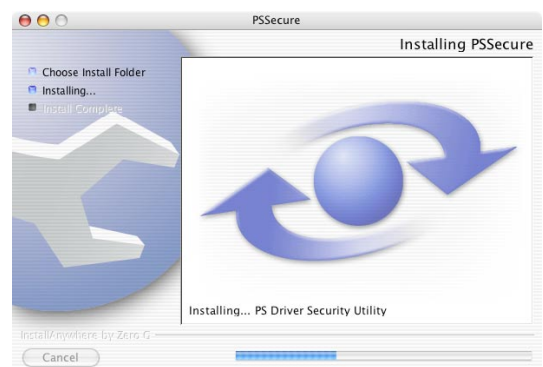 PSSecure
Installing PSSecure
Choose Install Folder
Installing...
Install Complete
Installing... PS Driver Security Utility
InstallAnywhere by Zero G
Cancel